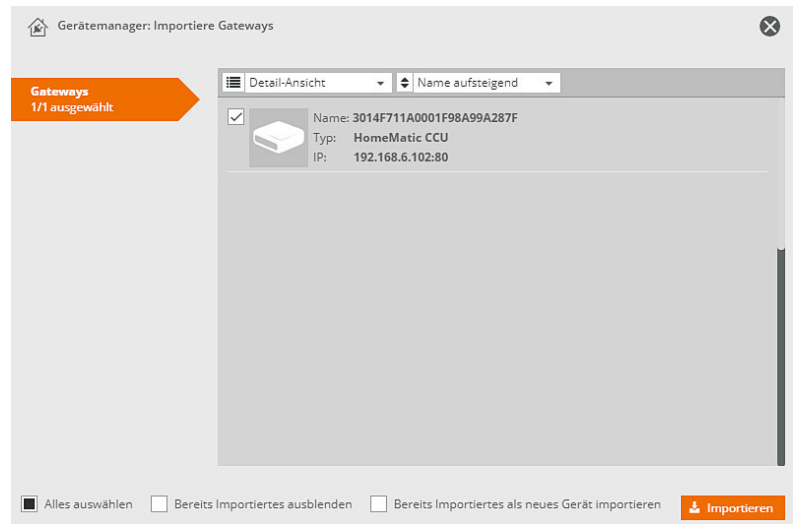 Gerätemanager: Importiere Gateways
Gateways
1/1 ausgewählt
Detail-Ansicht
Name aufsteigend
Name: 3014F711A0001F98A99A287F
Typ: HomeMatic CCU
IP: 192.168.6.102:80
Alles auswählen
Bereits Importiertes ausblenden
Bereits Importiertes als neues Gerät importieren
Importieren